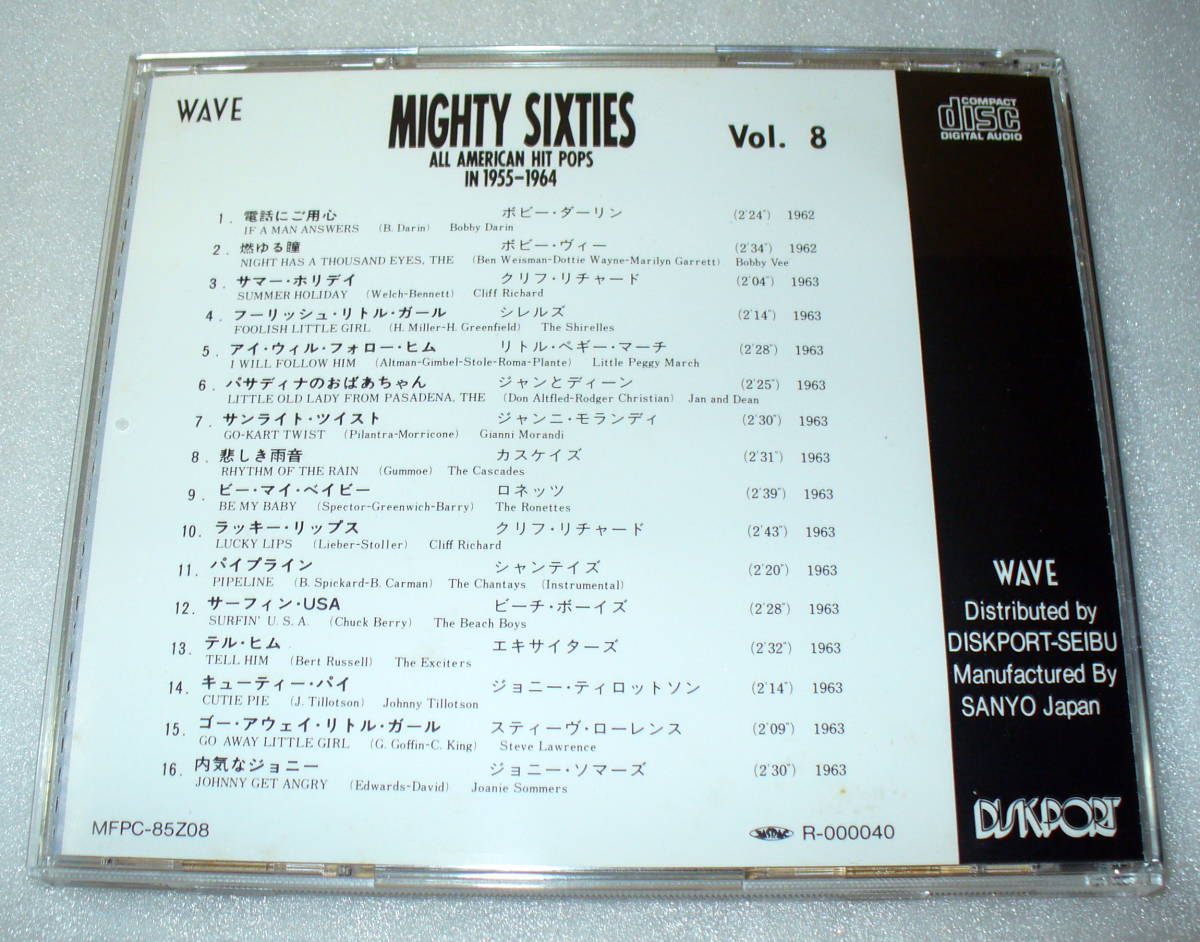 WAVE
MIGHTY SIXTIES
ALL AMERICAN HIT POPS
IN 1955-1964
Vol. 8
COMPACT
disc
DIGITAL AUDIO
1. 電話にご用心 ボビー・ダーリン (2'24") 1962
IF A MAN ANSWERS (B. Darin) Bobby Darin
2. 燃ゆる瞳 ボビー・ヴィー (2'34") 1962
NIGHT HAS A THOUSAND EYES, THE (Ben Weisman-Dottie Wayne-Marilyn Garrett) Bobby Vee
3. サマー・ホリデイ クリフ・リチャード (2'04") 1963
SUMMER HOLIDAY (Welch-Bennett) Cliff Richard
4. フーリッシュ・リトル・ガール シレルズ (2'14") 1963
FOOLISH LITTLE GIRL (H. Miller-H. Greenfield) The Shirelles
5. アイ・ウィル・フォロー・ヒム リトル・ペギー・マーチ (2'28") 1963
I WILL FOLLOW HIM (Altman-Gimbel-Stole-Roma-Plante) Little Peggy March
6. パサディナのおばあちゃん ジャンとディーン (2'25") 1963
LITTLE OLD LADY FROM PASADENA, THE (Don Altfled-Rodger Christian) Jan and Dean
7. サンライト・ツイスト ジャンニ・モランディ (2'30") 1963
GO-KART TWIST (Pilantra-Morricone) Gianni Morandi
8. 悲しき雨音 カスケイズ (2'31") 1963
RHYTHM OF THE RAIN (Gummoe) The Cascades
9. ビー・マイ・ベイビー ロネッツ (2'39") 1963
BE MY BABY (Spector-Greenwich-Barry) The Ronettes
10. ラッキー・リップス クリフ・リチャード (2'43") 1963
LUCKY LIPS (Lieber-Stoller) Cliff Richard
11. パイプライン シャンテイズ (2'20") 1963
PIPELINE (B. Spickard-B. Carman) The Chantays (Instrumental)
12. サーフィン・USA ビーチ・ボーイズ (2'28") 1963
SURFIN' U. S. A. (Chuck Berry) The Beach Boys
13. テル・ヒム エキサイターズ (2'32") 1963
TELL HIM (Bert Russell) The Exciters
14. キューティー・パイ ジョニー・ティロットソン (2'14") 1963
CUTIE PIE (J. Tillotson) Johnny Tillotson
15. ゴー・アウェイ・リトル・ガール スティーヴ・ローレンス (2'09") 1963
GO AWAY LITTLE GIRL (G. Goffin-C. King) Steve Lawrence
16. 内気なジョニー ジョニー・ソマーズ (2'30") 1963
JOHNNY GET ANGRY (Edwards-David) Joanie Sommers
MFPC-85Z08
R-000040
WAVE
Distributed by
DISKPORT-SEIBU
Manufactured By
SANYO Japan
DISKPORT